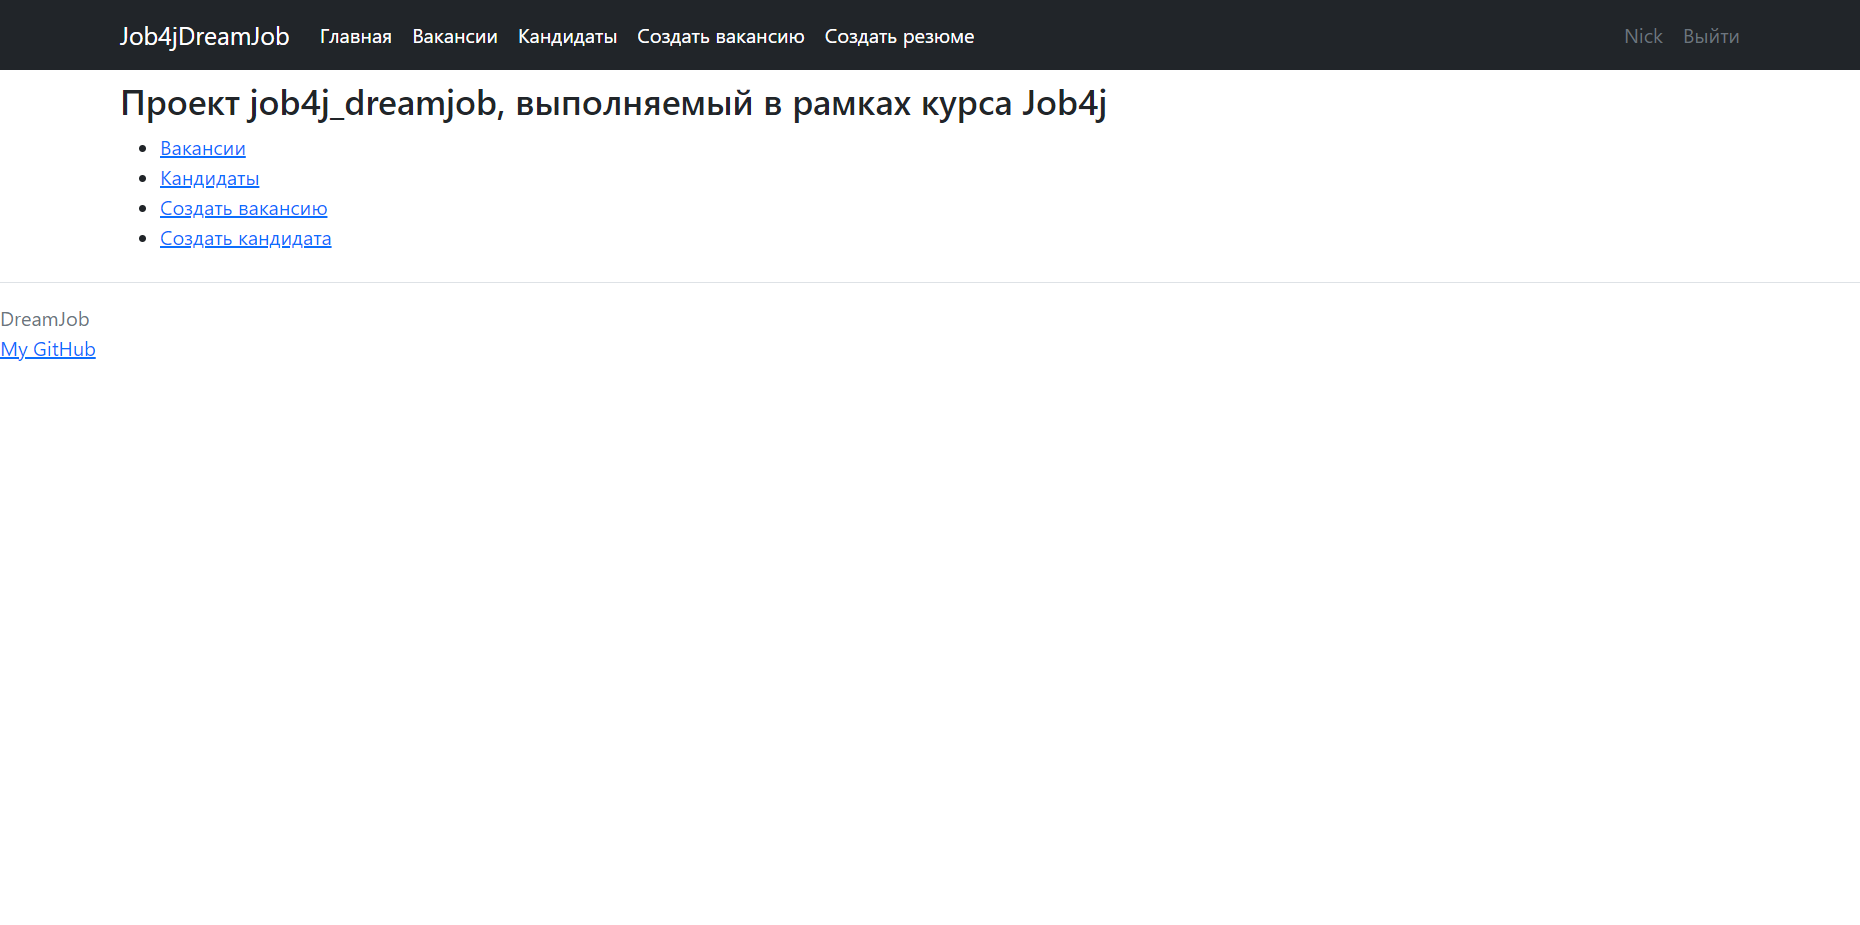 Job4jDreamJob Главная Вакансии Кандидаты Создать вакансию Создать резюме Nick Выйти
Проект job4j_dreamjob, выполняемый в рамках курса Job4j
Вакансии
Кандидаты
Создать вакансию
Создать кандидата
DreamJob
My GitHub